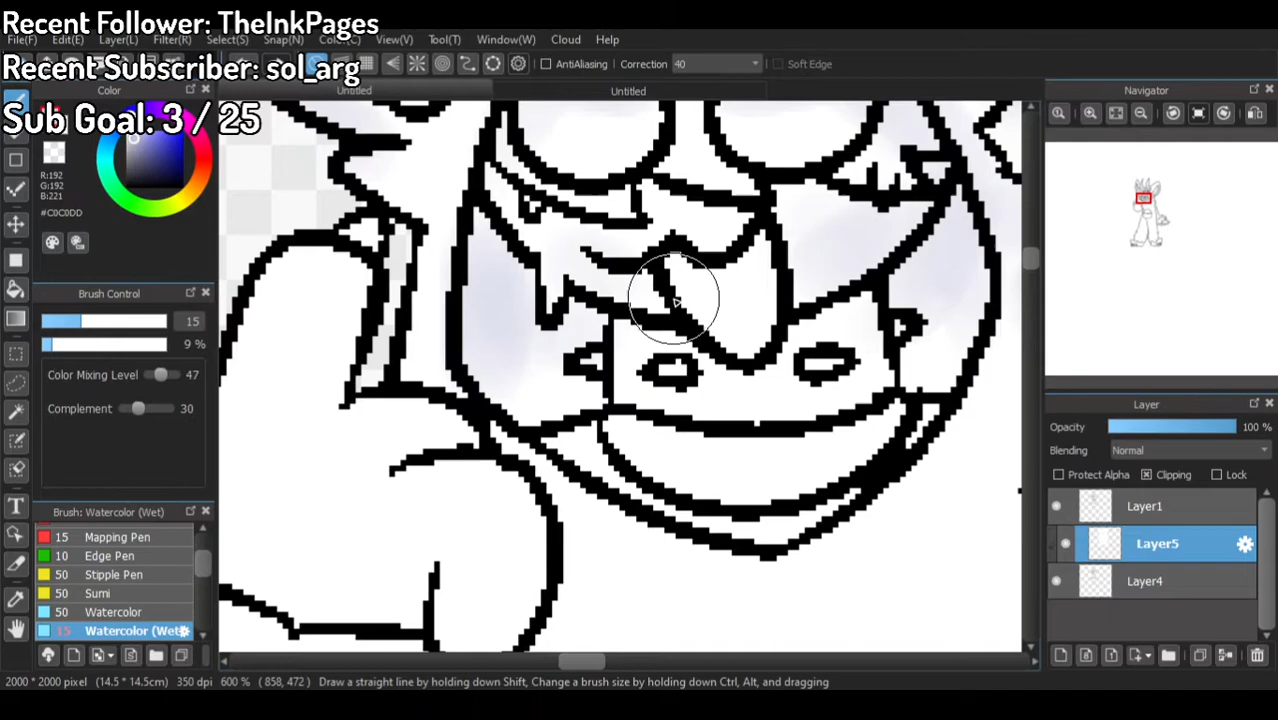 Recent Follower: TheInkPages
File(F) Edit(E) Layer(L) Filter(R) Select(S) Snap(N) Color(C) View(V) Tool(T) Window(W) Cloud Help
Recent Subscriber: sol_arg
AntiAliasing Correction 40 Soft Edge
Color
Untitled
Untitled
Navigator
Sub Goal: 3 / 25
R:192
G:192
B:221
#C0C0DD
Brush Control
15
9 %
Color Mixing Level 47
Complement 30
Layer
Opacity 100 %
Blending Normal
Protect Alpha Clipping Lock
Layer1
Layer5
Layer4
Brush: Watercolor (Wet)
15 Mapping Pen
10 Edge Pen
50 Stipple Pen
50 Sumi
50 Watercolor
15 Watercolor (Wet
T
2000 * 2000 pixel (14.5 * 14.5cm) 350 dpi 600 % ( 858, 472) Draw a straight line by holding down Shift, Change a brush size by holding down Ctrl, Alt, and dragging